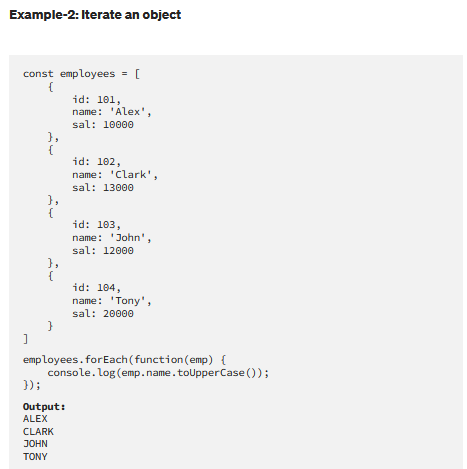 Example-2: Iterate an object
const employees = [
    {
        id: 101,
        name: 'Alex',
        sal: 10000
    },
    {
        id: 102,
        name: 'Clark',
        sal: 13000
    },
    {
        id: 103,
        name: 'John',
        sal: 12000
    },
    {
        id: 104,
        name: 'Tony',
        sal: 20000
    }
]
employees.forEach(function(emp) {
    console.log(emp.name.toUpperCase());
});
Output:
ALEX
CLARK
JOHN
TONY